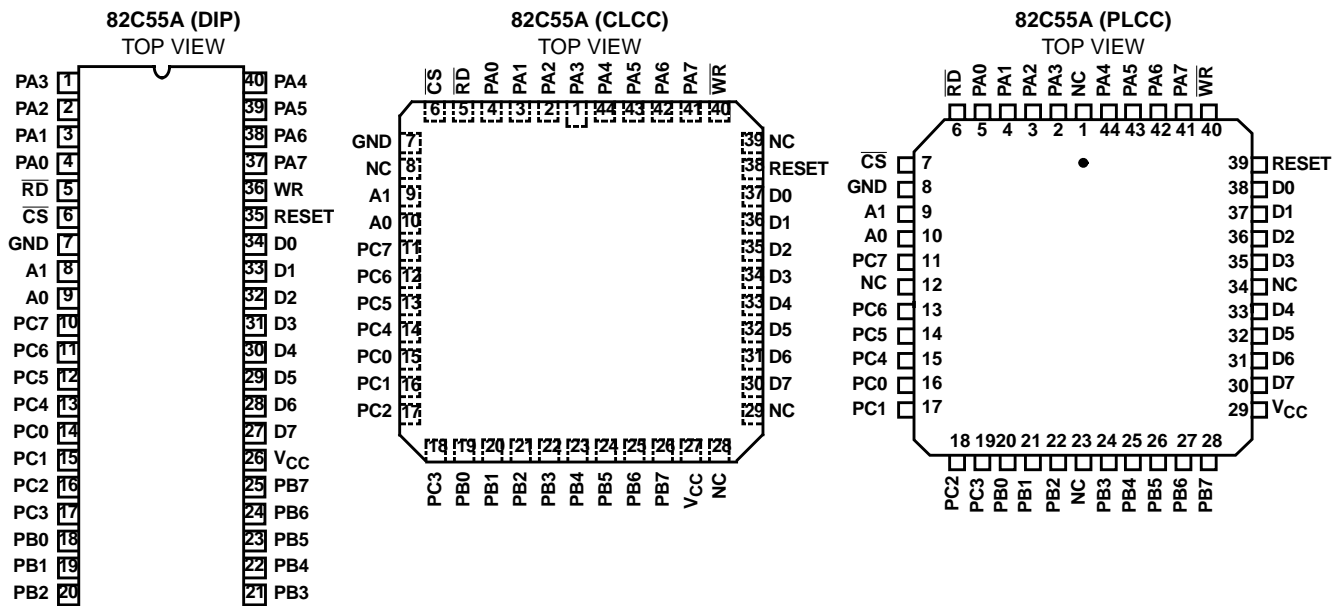 82C55A (DIP)
TOP VIEW
PA3 1 40 PA4
PA2 2 39 PA5
PA1 3 38 PA6
PA0 4 37 PA7
RD 5 36 WR
CS 6 35 RESET
GND 7 34 D0
A1 8 33 D1
A0 9 32 D2
PC7 10 31 D3
PC6 11 30 D4
PC5 12 29 D5
PC4 13 28 D6
PC0 14 27 D7
PC1 15 26 VCC
PC2 16 25 PB7
PC3 17 24 PB6
PB0 18 23 PB5
PB1 19 22 PB4
PB2 20 21 PB3
82C55A (CLCC)
TOP VIEW
CS RD PA0 PA1 PA2 PA3 PA4 PA5 PA6 PA7 WR
6 5 4 3 2 1 44 43 42 41 40
GND 7 39 NC
NC 8 38 RESET
A1 9 37 D0
A0 10 36 D1
PC7 11 35 D2
PC6 12 34 D3
PC5 13 33 D4
PC4 14 32 D5
PC0 15 31 D6
PC1 16 30 D7
PC2 17 29 NC
18 19 20 21 22 23 24 25 26 27 28
PC3 PB0 PB1 PB2 PB3 PB4 PB5 PB6 PB7 VCC NC
82C55A (PLCC)
TOP VIEW
RD PA0 PA1 PA2 PA3 NC PA4 PA5 PA6 PA7 WR
6 5 4 3 2 1 44 43 42 41 40
CS 7 39 RESET
GND 8 38 D0
A1 9 37 D1
A0 10 36 D2
PC7 11 35 D3
NC 12 34 NC
PC6 13 33 D4
PC5 14 32 D5
PC4 15 31 D6
PC0 16 30 D7
PC1 17 29 VCC
18 19 20 21 22 23 24 25 26 27 28
PC2 PC3 PB0 PB1 PB2 NC PB3 PB4 PB5 PB6 PB7